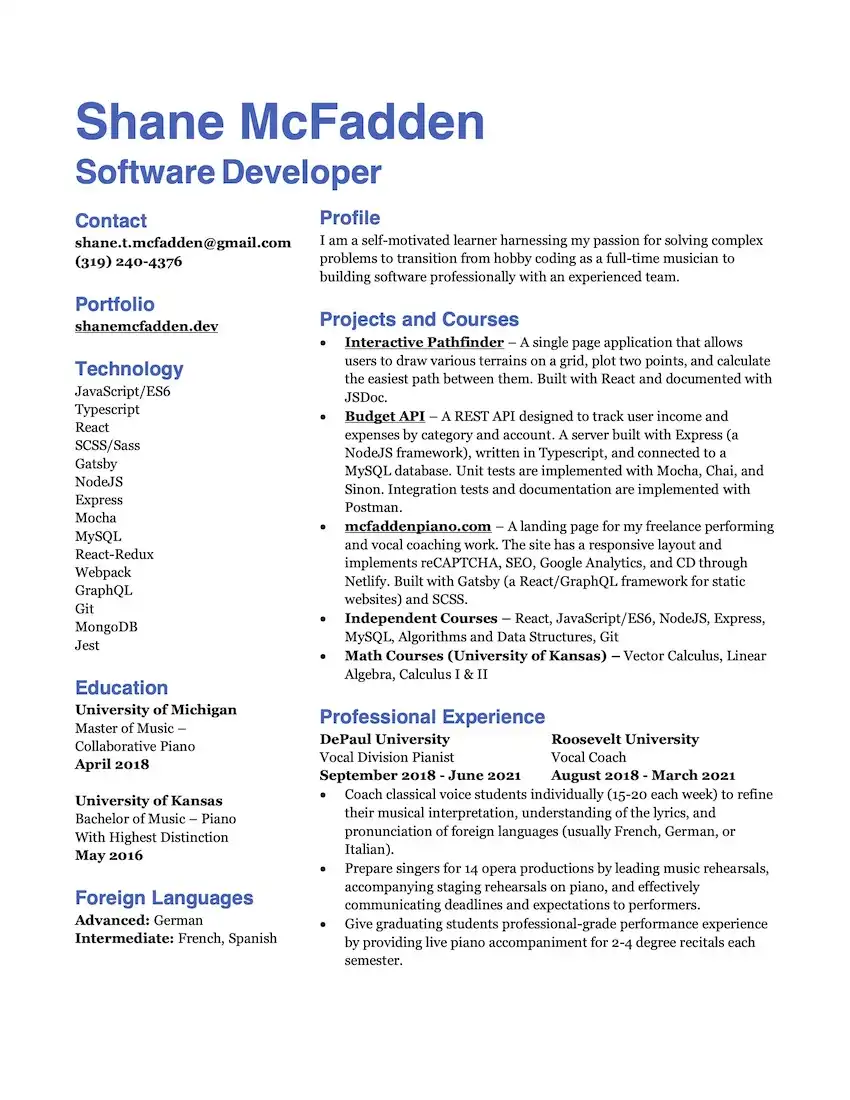 Shane McFadden
Software Developer
Contact
shane.t.mcfadden@gmail.com
(319) 240-4376
Portfolio
shanemcfadden.dev
Technology
JavaScript/ES6
Typescript
React
SCSS/Sass
Gatsby
NodeJS
Express
Mocha
MySQL
React-Redux
Webpack
GraphQL
Git
MongoDB
Jest
Education
University of Michigan
Master of Music –
Collaborative Piano
April 2018
University of Kansas
Bachelor of Music – Piano
With Highest Distinction
May 2016
Foreign Languages
Advanced: German
Intermediate: French, Spanish
Profile
I am a self-motivated learner harnessing my passion for solving complex
problems to transition from hobby coding as a full-time musician to
building software professionally with an experienced team.
Projects and Courses
• Interactive Pathfinder – A single page application that allows
users to draw various terrains on a grid, plot two points, and calculate
the easiest path between them. Built with React and documented with
JSDoc.
• Budget API – A REST API designed to track user income and
expenses by category and account. A server built with Express (a
NodeJS framework), written in Typescript, and connected to a
MySQL database. Unit tests are implemented with Mocha, Chai, and
Sinon. Integration tests and documentation are implemented with
Postman.
• mcfaddenpiano.com – A landing page for my freelance performing
and vocal coaching work. The site has a responsive layout and
implements reCAPTCHA, SEO, Google Analytics, and CD through
Netlify. Built with Gatsby (a React/GraphQL framework for static
websites) and SCSS.
• Independent Courses – React, JavaScript/ES6, NodeJS, Express,
MySQL, Algorithms and Data Structures, Git
• Math Courses (University of Kansas) – Vector Calculus, Linear
Algebra, Calculus I & II
Professional Experience
DePaul University Roosevelt University
Vocal Division Pianist Vocal Coach
September 2018 - June 2021 August 2018 - March 2021
• Coach classical voice students individually (15-20 each week) to refine
their musical interpretation, understanding of the lyrics, and
pronunciation of foreign languages (usually French, German, or
Italian).
• Prepare singers for 14 opera productions by leading music rehearsals,
accompanying staging rehearsals on piano, and effectively
communicating deadlines and expectations to performers.
• Give graduating students professional-grade performance experience
by providing live piano accompaniment for 2-4 degree recitals each
semester.